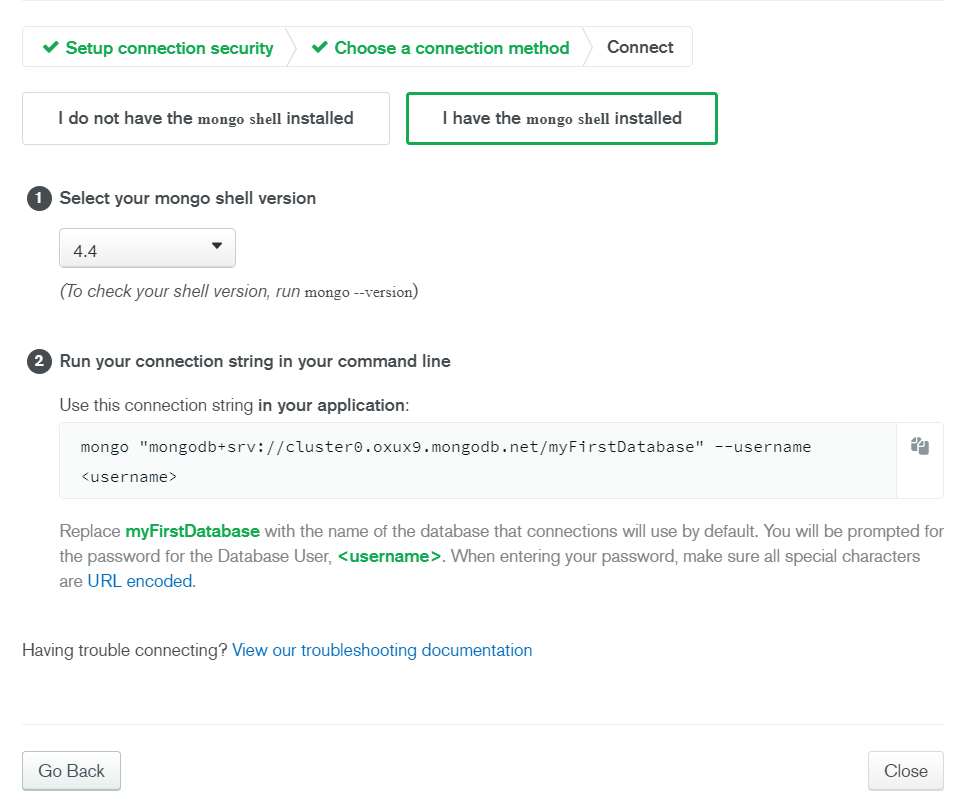 Setup connection security
Choose a connection method
Connect
I do not have the mongo shell installed
I have the mongo shell installed
1 Select your mongo shell version
4.4
(To check your shell version, run mongo --version)
2 Run your connection string in your command line
Use this connection string in your application:
mongo "mongodb+srv://cluster0.oxux9.mongodb.net/myFirstDatabase" --username
<username>
Replace myFirstDatabase with the name of the database that connections will use by default. You will be prompted for
the password for the Database User, <username>. When entering your password, make sure all special characters
are URL encoded.
Having trouble connecting? View our troubleshooting documentation
Go Back
Close